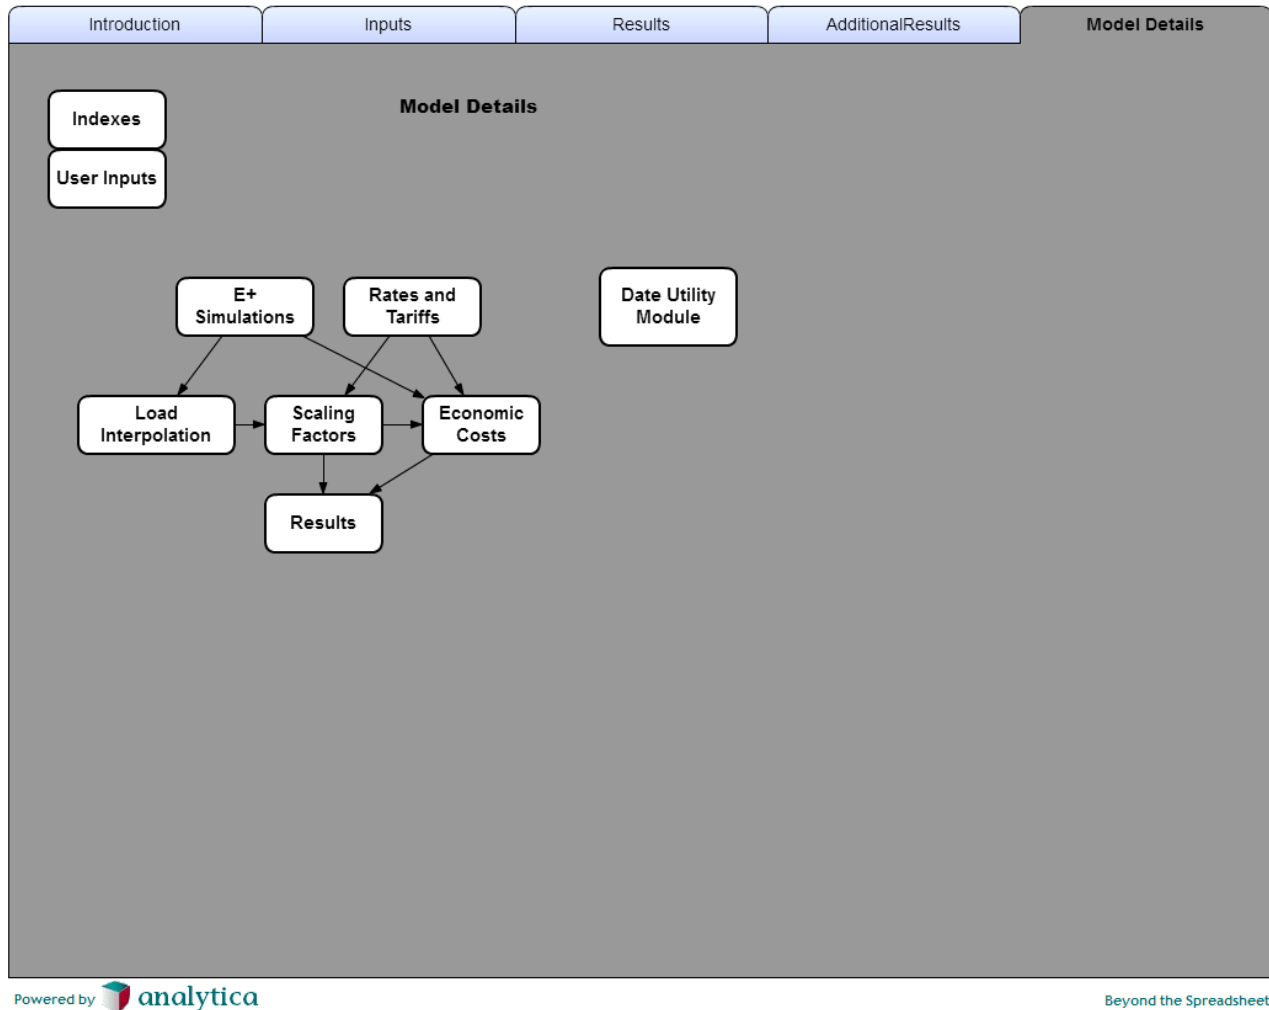 Introduction
Inputs
Results
AdditionalResults
Model Details
Model Details
Indexes
User Inputs
E+
Simulations
Rates and
Tariffs
Date Utility
Module
Load
Interpolation
Scaling
Factors
Economic
Costs
Results
Powered by analytica
Beyond the Spreadsheet